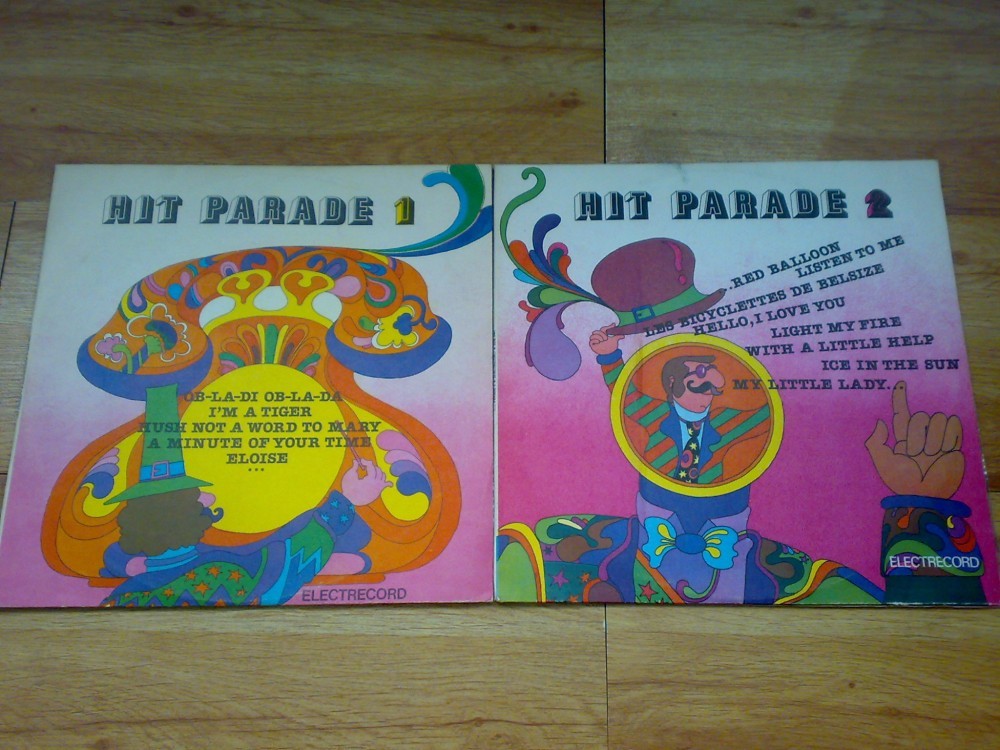 HIT PARADE 1
OB-LA-DI OB-LA-DA
I'M A TIGER
HUSH NOT A WORD TO MARY
A MINUTE OF YOUR TIME
ELOISE
...
ELECTRECORD
HIT PARADE 2
.RED BALLOON
LISTEN TO ME
LES BICYCLETTES DE BELSIZE
HELLO, I LOVE YOU
LIGHT MY FIRE
WITH A LITTLE HELP
ICE IN THE SUN
MY LITTLE LADY...
ELECTRECORD